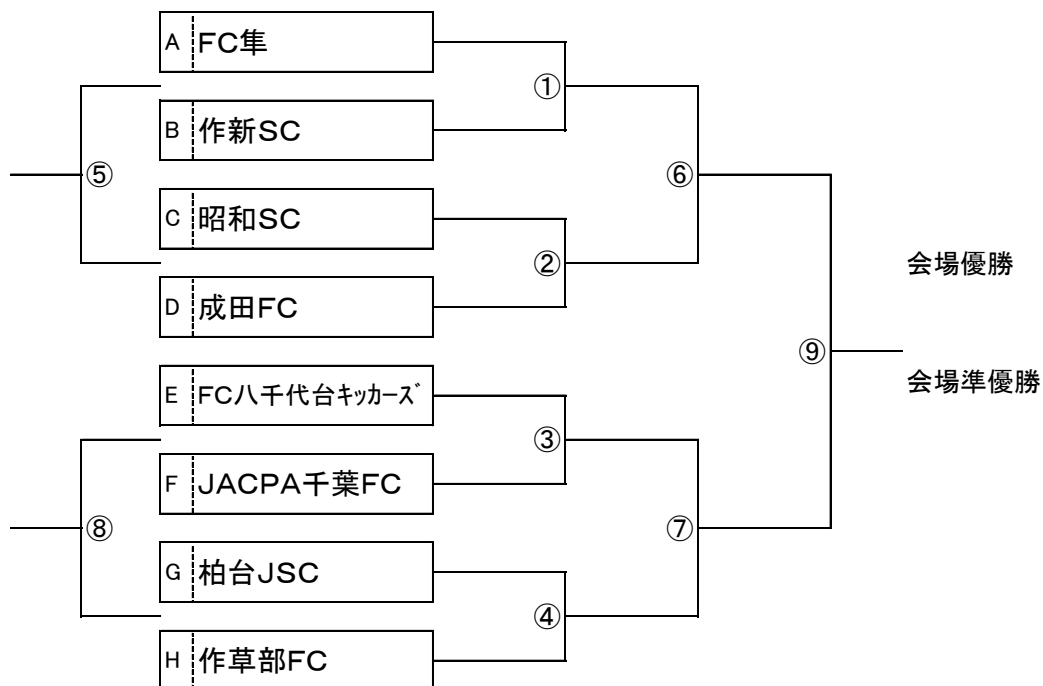 A FC隼
①
B 作新SC
⑤
⑥
C 昭和SC
②
会場優勝
D 成田FC
⑨
会場準優勝
E FC八千代台ｷｯｶｰｽﾞ
③
F JACPA千葉FC
⑧
⑦
G 柏台JSC
④
H 作草部FC